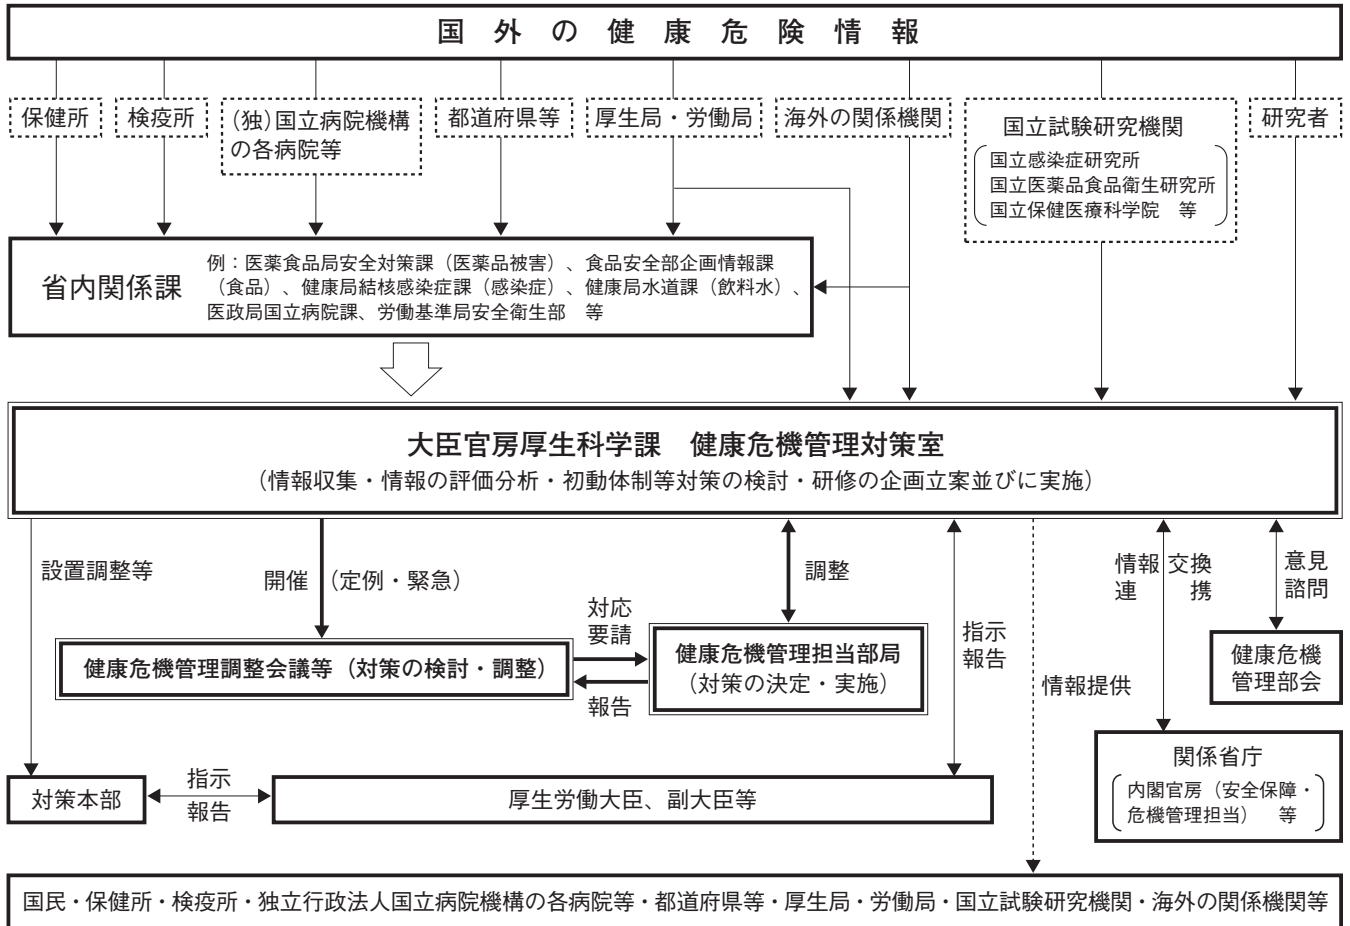 国外の健康危険情報
保健所
検疫所
（独）国立病院機構
の各病院等
都道府県等
厚生局・労働局
海外の関係機関
国立試験研究機関
国立感染症研究所
国立医薬品食品衛生研究所
国立保健医療科学院　等
研究者
省内関係課
例：医薬食品局安全対策課（医薬品被害）、食品安全部企画情報課
（食品）、健康局結核感染症課（感染症）、健康局水道課（飲料水）、
医政局国立病院課、労働基準局安全衛生部　等
大臣官房厚生科学課　健康危機管理対策室
（情報収集・情報の評価分析・初動体制等対策の検討・研修の企画立案並びに実施）
設置調整等
開催（定例・緊急）
調整
指示
報告
情報提供
情報交換
連携
意見
諮問
対応
要請
報告
健康危機管理調整会議等（対策の検討・調整）
健康危機管理担当部局
（対策の決定・実施）
健康危機
管理部会
関係省庁
内閣官房（安全保障・
危機管理担当）　等
対策本部
指示
報告
厚生労働大臣、副大臣等
国民・保健所・検疫所・独立行政法人国立病院機構の各病院等・都道府県等・厚生局・労働局・国立試験研究機関・海外の関係機関等